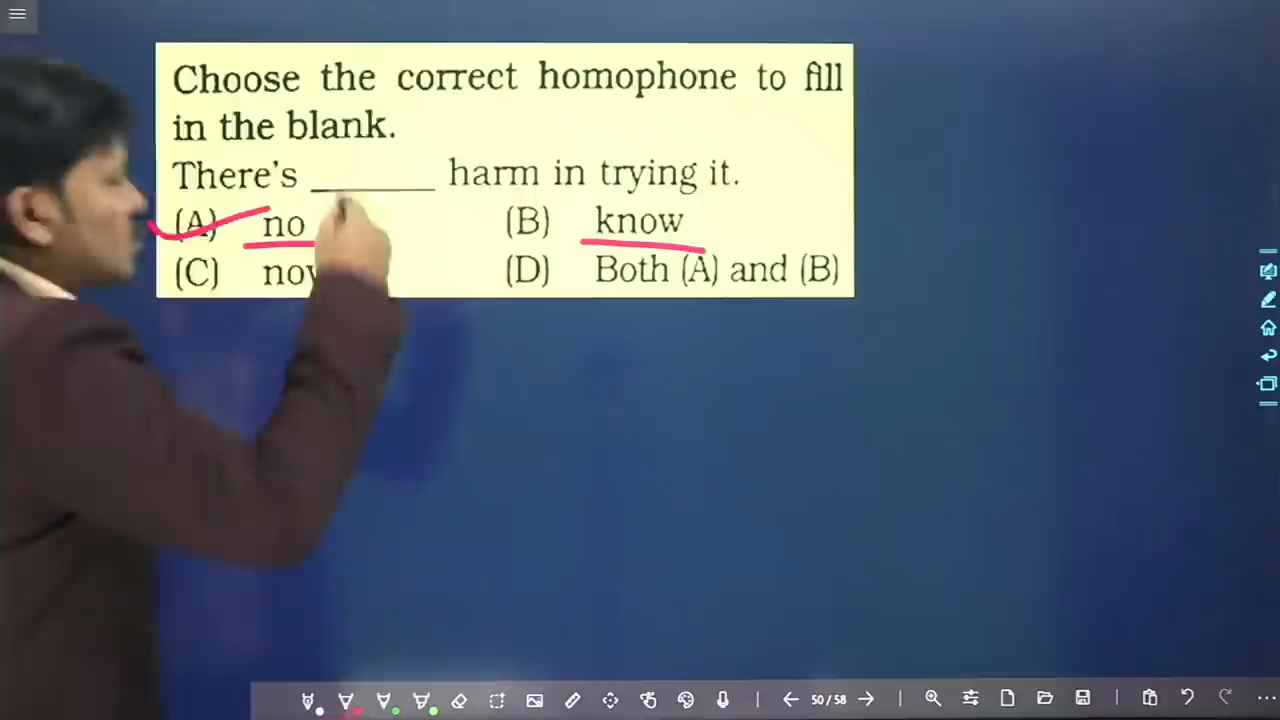 Choose the correct homophone to fill
in the blank.
There's ______ harm in trying it.
(A) no (B) know
(C) (D) Both (A) and (B)
50/58